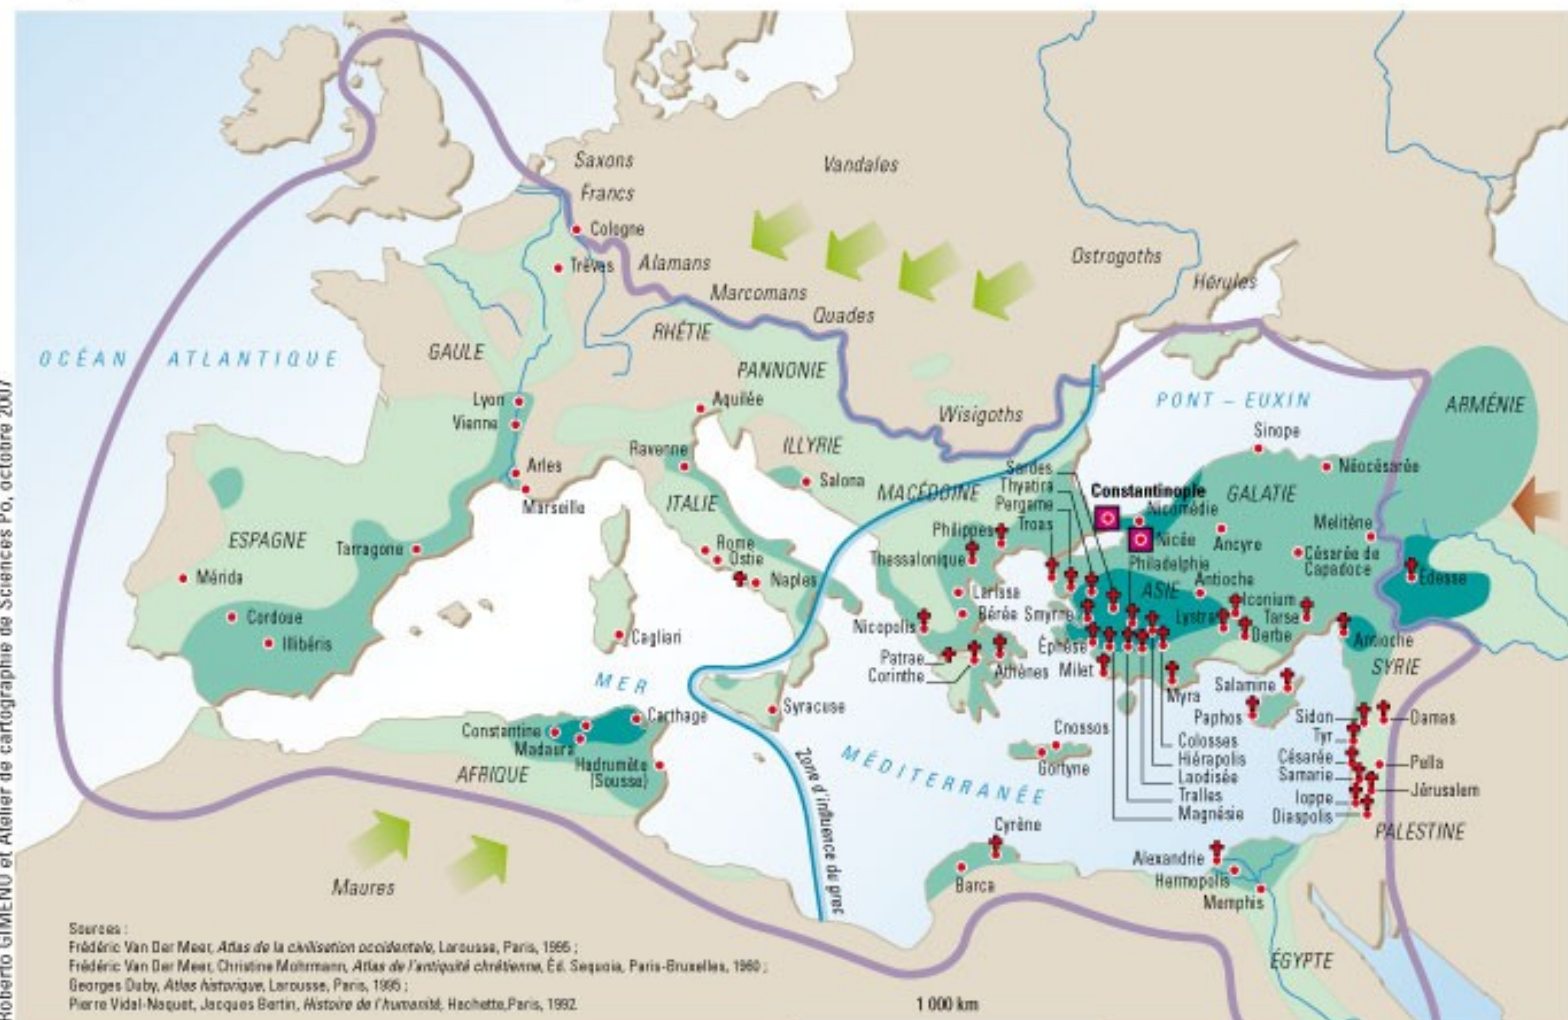 Roberto GIMENO et Atelier de cartographie de Sciences Po, octobre 2007
Saxons
Francs
Vandales
Cologne
Trèves
Alamans
Marcomans
Quades
Ostrogoths
Hérules
OCÉAN ATLANTIQUE
GAULE
RHÉTIE
PANNONIE
Wisigoths
PONT – EUXIN
ARMÉNIE
Lyon
Vienne
Aquilée
Ravenne
ILLYRIE
Salona
Arles
Marseille
ITALIE
MACÉDOINE
Sardes
Thyatira
Pergame
Troas
Constantinople
Nicomédie
Nicée
Sinope
Néocésarée
GALATIE
Mélitène
Ancyre
Césarée de
Capadoce
Édesse
ESPAGNE
Tarragone
Mérida
Cordoue
Illibéris
Rome
Ostie
Naples
Cagliari
Philippes
Thessalonique
Larissa
Bérée
Nicopolis
Patrae
Corinthe
Athènes
Philadelphie
ASIE
Antioche
Smyrne
Lystra
Iconium
Derbe
Tarse
Antioche
SYRIE
Éphèse
Milet
Myra
Salamine
Paphos
Sidon
Tyr
Damas
Césarée
Samarie
Pella
Ioppe
Jérusalem
Diaspolis
PALESTINE
Colosses
Hiérapolis
Laodisée
Tralles
Magnésie
MER
MÉDITERRANÉE
Constantine
Carthage
Madaura
Hadrumète
(Sousse)
AFRIQUE
Syracuse
Cnossos
Gortyne
Zone d'influence du grec
Cyrène
Barca
Alexandrie
Hermopolis
Memphis
ÉGYPTE
Maures
Sources :
Frédéric Van Der Meer, Atlas de la civilisation occidentale, Larousse, Paris, 1995 ;
Frédéric Van Der Meer, Christine Mohrmann, Atlas de l'antiquité chrétienne, Éd. Sequoia, Paris-Bruxelles, 1960 ;
Georges Duby, Atlas historique, Larousse, Paris, 1995 ;
Pierre Vidal-Naquet, Jacques Bertin, Histoire de l'humanité, Hachette,Paris, 1992.
1 000 km